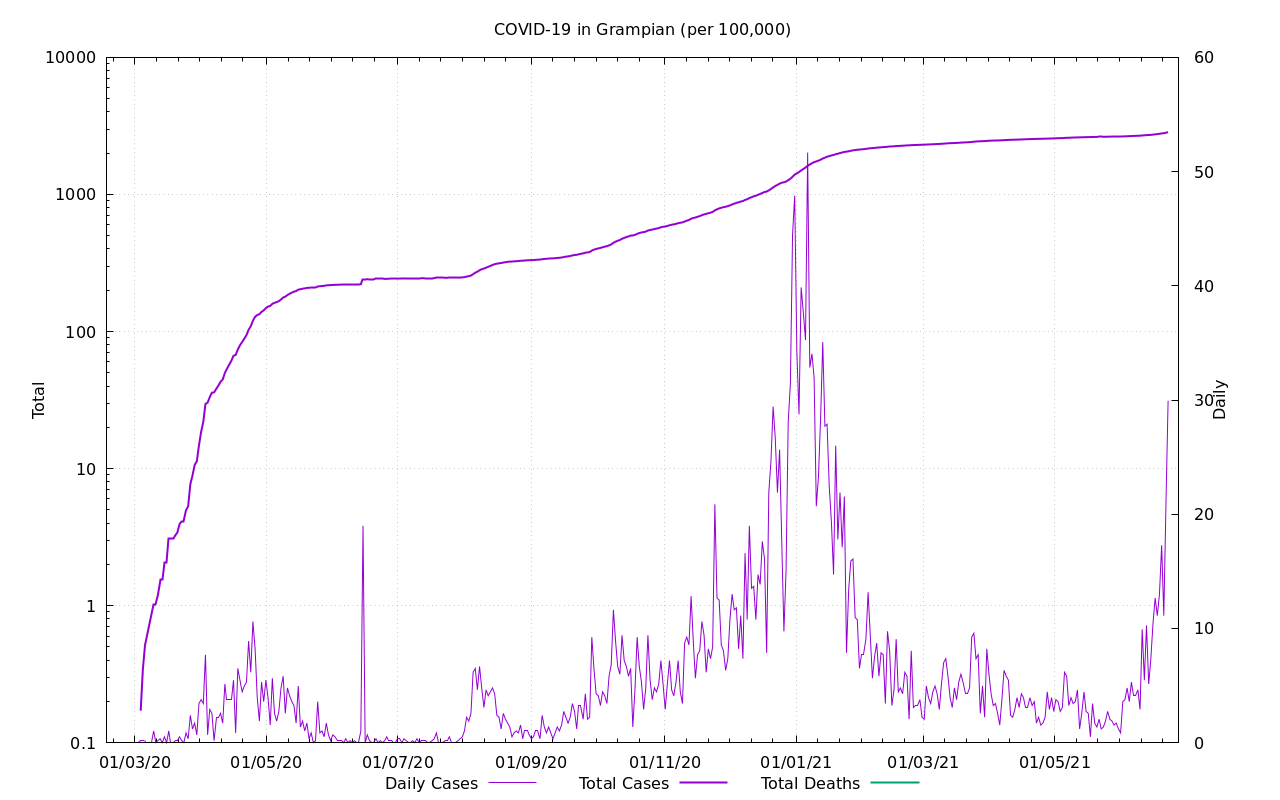 COVID-19 in Grampian (per 100,000)
10000
1000
100
10
1
0.1
Total
60
50
40
30
20
10
0
Daily
01/03/20 01/05/20 01/07/20 01/09/20 01/11/20 01/01/21 01/03/21 01/05/21
Daily Cases Total Cases Total Deaths